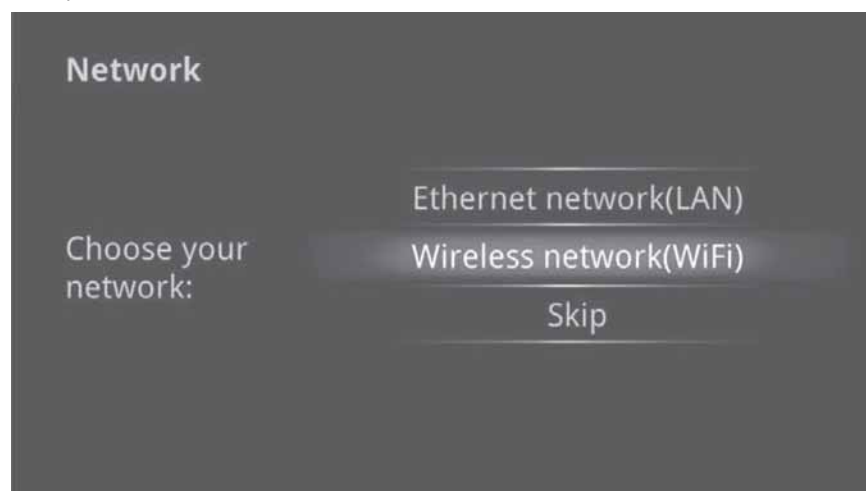 Network
Choose your
network:
Ethernet network(LAN)
Wireless network(WiFi)
Skip